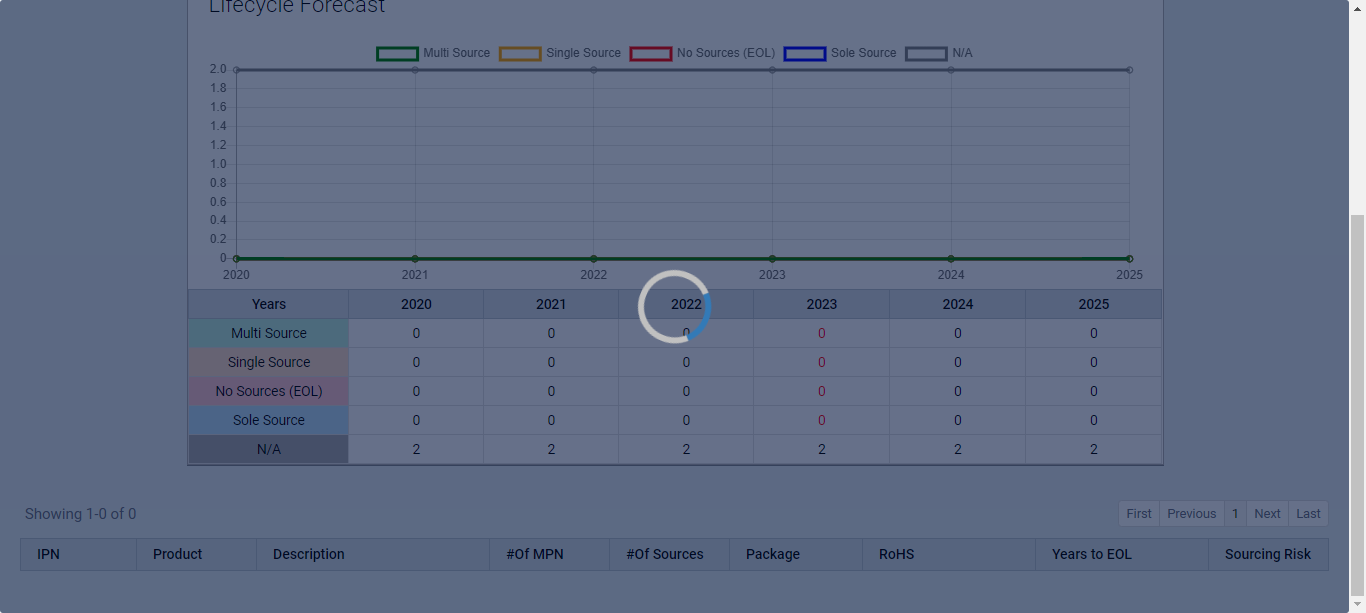 Lifecycle Forecast
Multi Source Single Source No Sources (EOL) Sole Source N/A
2.0
1.8
1.6
1.4
1.2
1.0
0.8
0.6
0.4
0.2
0
2020 2021 2022 2023 2024 2025
Years 2020 2021 2022 2023 2024 2025
Multi Source 0 0 0 0 0 0
Single Source 0 0 0 0 0 0
No Sources (EOL) 0 0 0 0 0 0
Sole Source 0 0 0 0 0 0
N/A 2 2 2 2 2 2
Showing 1-0 of 0 First Previous 1 Next Last
IPN Product Description #Of MPN #Of Sources Package RoHS Years to EOL Sourcing Risk